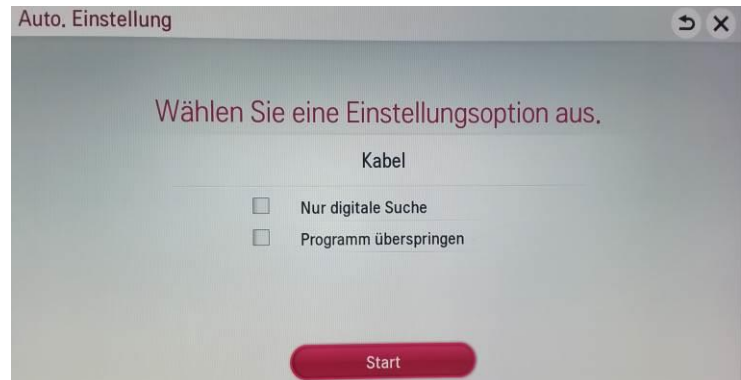 Auto. Einstellung
Wählen Sie eine Einstellungsoption aus.
Kabel
Nur digitale Suche
Programm überspringen
Start